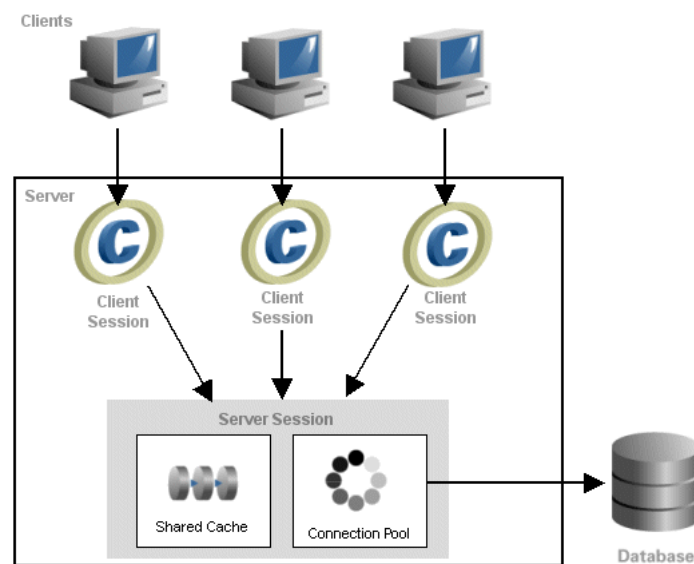 Clients
Server
C
C
C
Client
Session
Client
Session
Client
Session
Server Session
Shared Cache
Connection Pool
Database